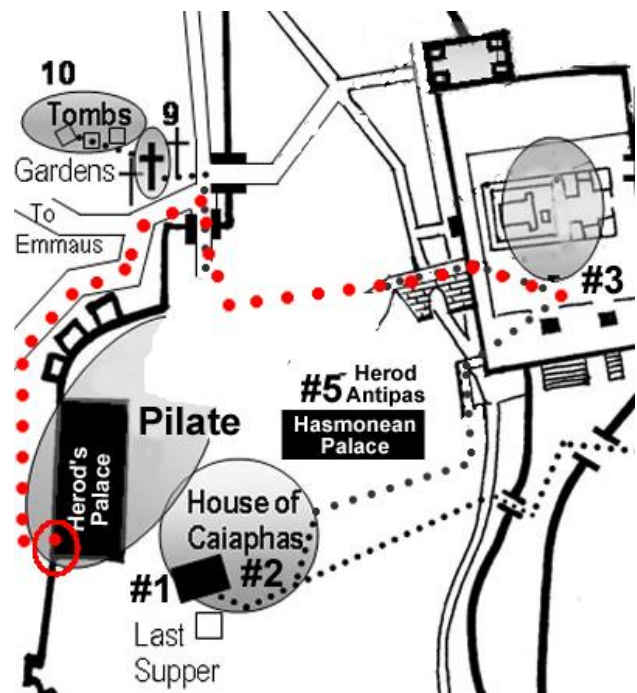 10
Tombs
9
Gardens
To
Emmaus
#3
#5 - Herod
Antipas
Hasmonean
Palace
Pilate
Herod's
Palace
House of
Caiaphas
#1
#2
Last
Supper